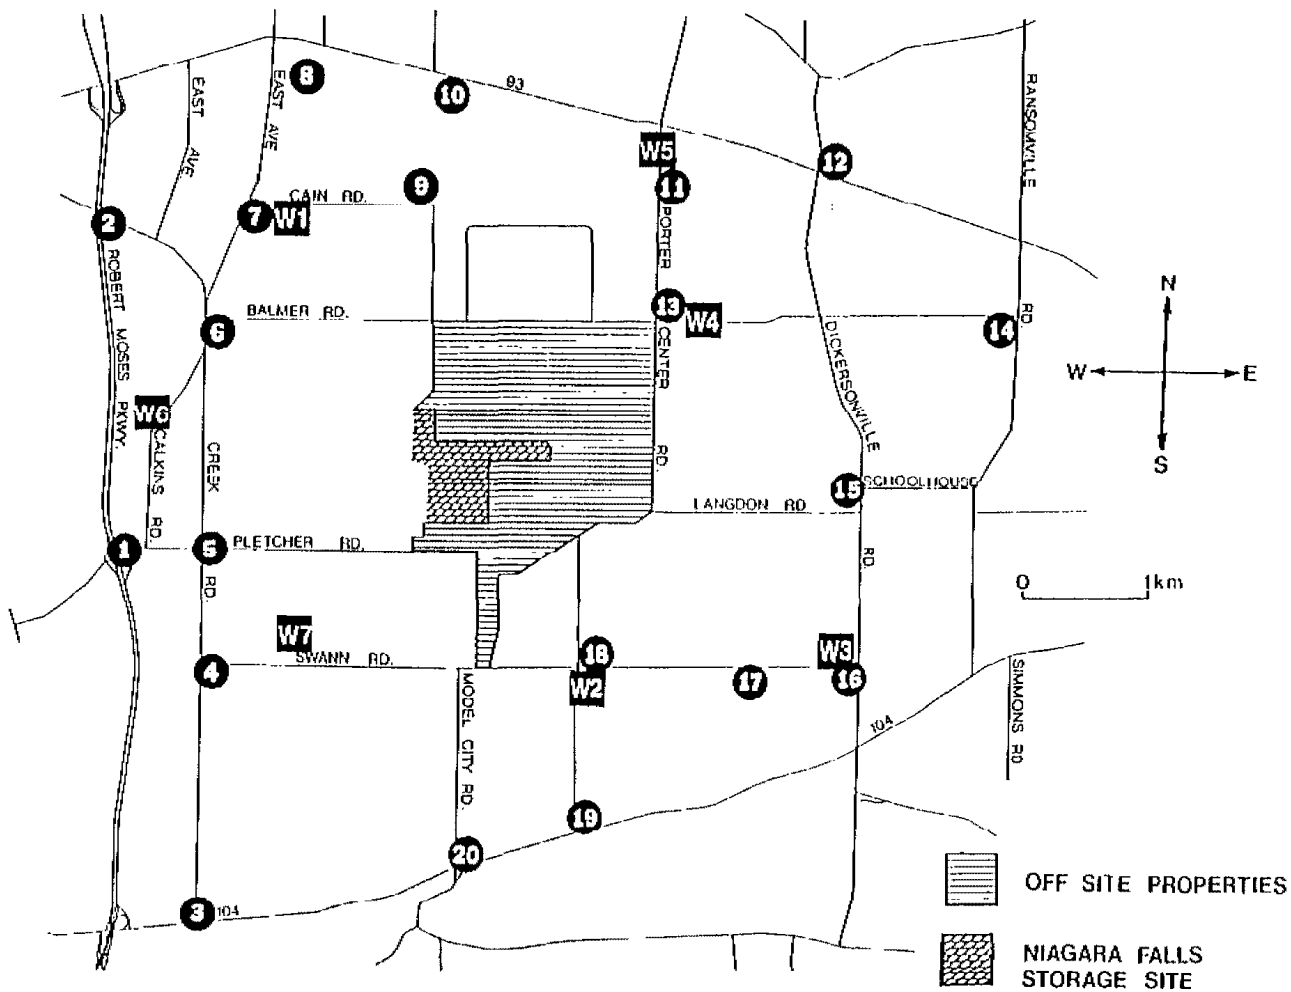 8
93
10
EAST AVE
EAST AVE
RANSOMVILLE RD
W5
12
9
11
CAIN RD.
7
W1
2
PORTER CENTER RD.
ROBERT MOSES PKWY.
N
13
BALMER RD.
W4
6
14
DICKERSONVILLE RD.
W
E
W6
CALKINS RD.
CREEK RD.
S
15
SCHOOLHOUSE
LANGDON RD
1
5
PLETCHER RD.
0
1km
W7
18
W3
SWANN RD.
4
16
17
W2
MODEL CITY RD.
SIMMONS RD
104
19
20
3
104
OFF SITE PROPERTIES
NIAGARA FALLS
STORAGE SITE